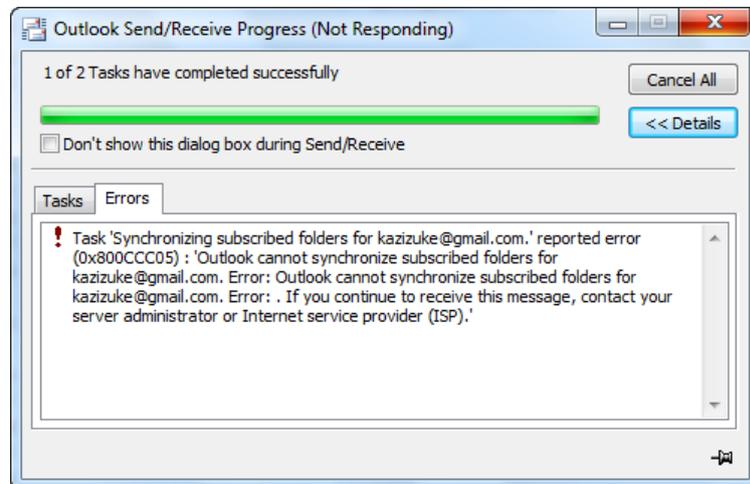 Outlook Send/Receive Progress (Not Responding)
1 of 2 Tasks have completed successfully
Cancel All
<< Details
Don't show this dialog box during Send/Receive
Tasks
Errors
Task 'Synchronizing subscribed folders for kazizuke@gmail.com.' reported error
(0x800CCC05) : 'Outlook cannot synchronize subscribed folders for
kazizuke@gmail.com. Error: Outlook cannot synchronize subscribed folders for
kazizuke@gmail.com. Error: . If you continue to receive this message, contact your
server administrator or Internet service provider (ISP).'